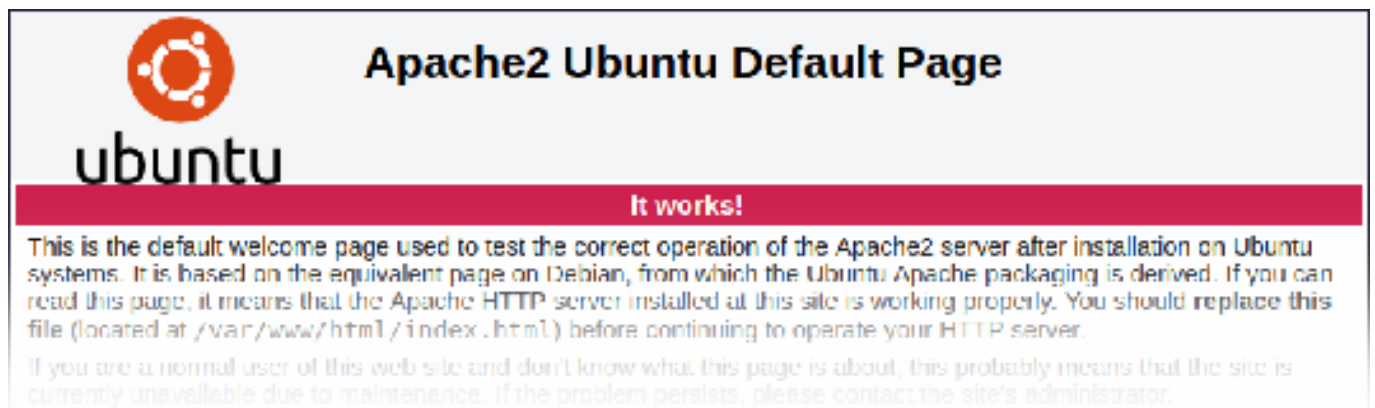 Apache2 Ubuntu Default Page
ubuntu
It works!
This is the default welcome page used to test the correct operation of the Apache2 server after installation on Ubuntu
systems. It is based on the equivalent page on Debian, from which the Ubuntu Apache packaging is derived. If you can
read this page, it means that the Apache HTTP server installed at this site is working properly. You should replace this
file (located at /var/www/html/index.html) before continuing to operate your HTTP server.
If you are a normal user of this web site and don't know what this page is about, this probably means that the site is
currently unavailable due to maintenance. If the problem persists, please contact the site's administrator.